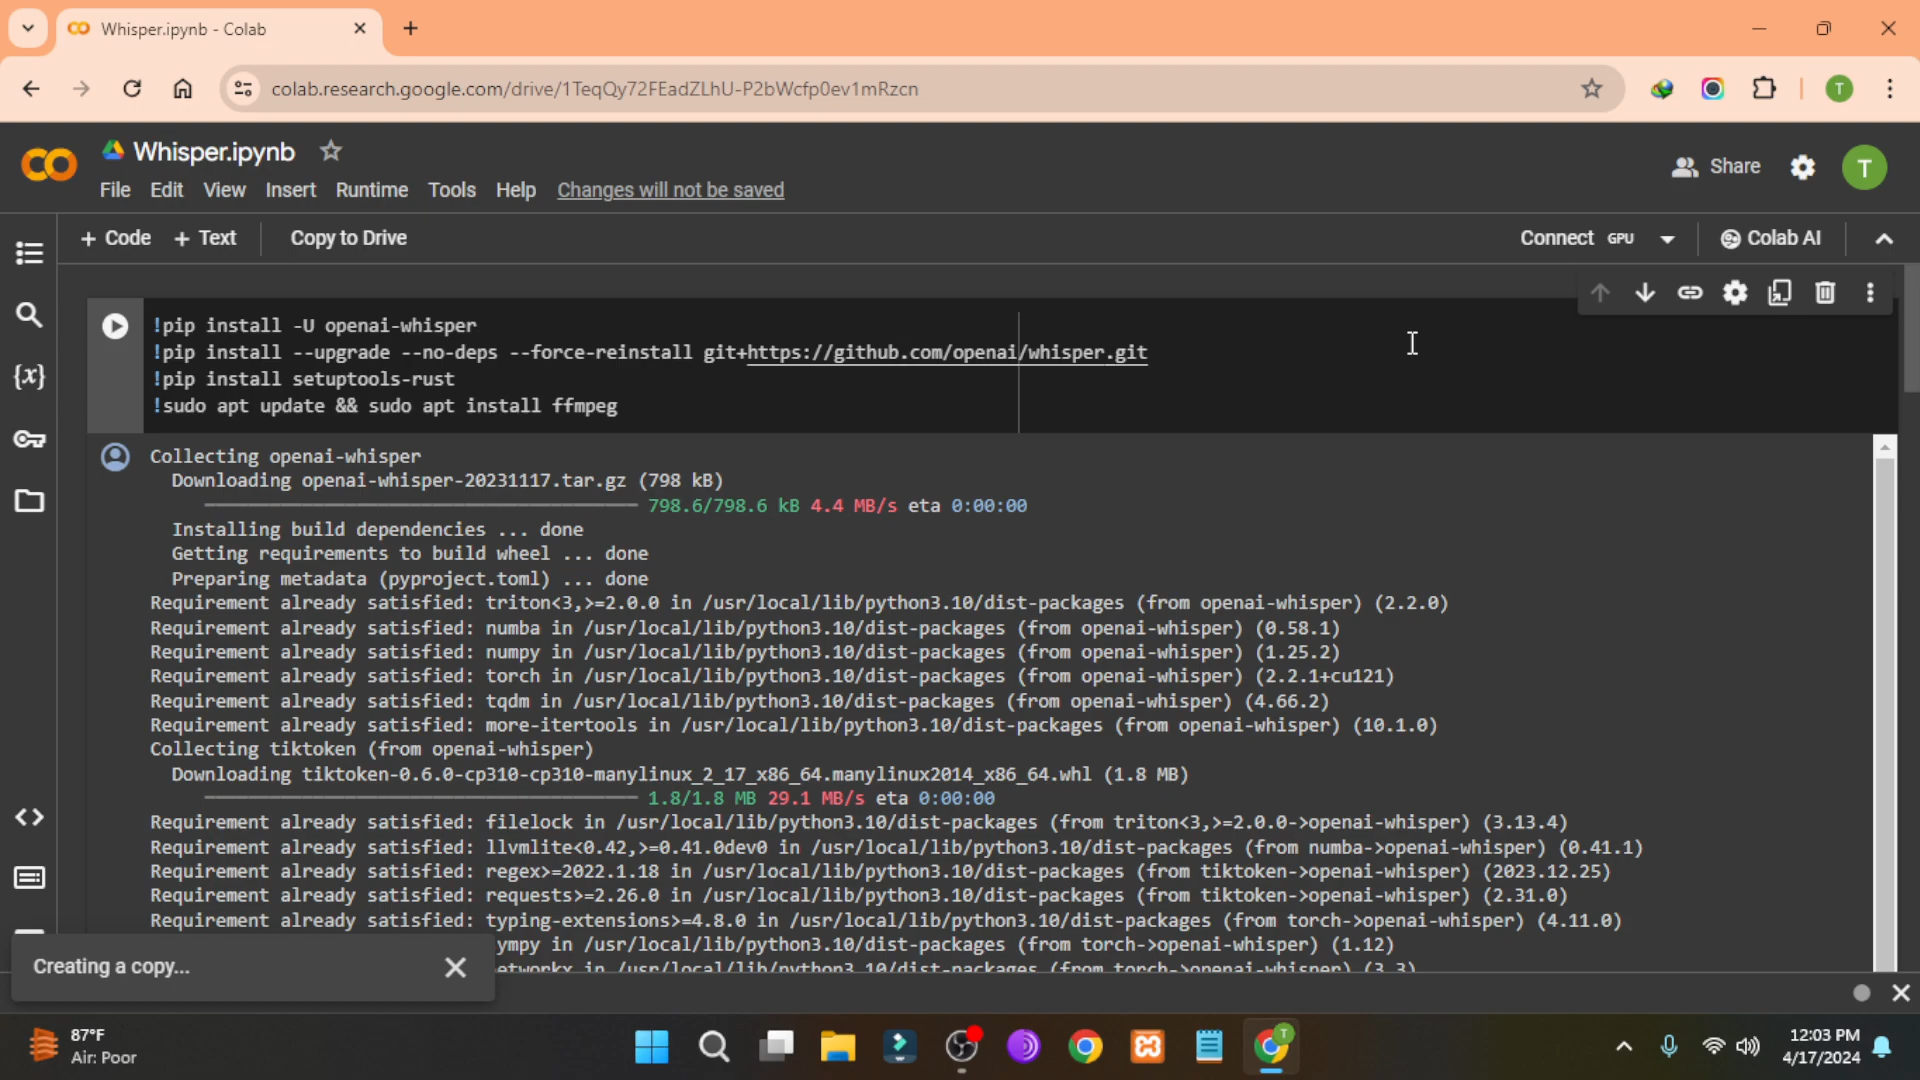 Whisper.ipynb - Colab
colab.research.google.com/drive/1TeqQy72FEadZLhU-P2bWcfp0ev1mRzcn
T
Whisper.ipynb
Share
T
File Edit View Insert Runtime Tools Help Changes will not be saved
+ Code + Text Copy to Drive Connect GPU Colab AI
!pip install -U openai-whisper
!pip install --upgrade --no-deps --force-reinstall git+https://github.com/openai/whisper.git
!pip install setuptools-rust
!sudo apt update && sudo apt install ffmpeg
{x}
Collecting openai-whisper
Downloading openai-whisper-20231117.tar.gz (798 kB)
798.6/798.6 kB 4.4 MB/s eta 0:00:00
Installing build dependencies ... done
Getting requirements to build wheel ... done
Preparing metadata (pyproject.toml) ... done
Requirement already satisfied: triton<3,>=2.0.0 in /usr/local/lib/python3.10/dist-packages (from openai-whisper) (2.2.0)
Requirement already satisfied: numba in /usr/local/lib/python3.10/dist-packages (from openai-whisper) (0.58.1)
Requirement already satisfied: numpy in /usr/local/lib/python3.10/dist-packages (from openai-whisper) (1.25.2)
Requirement already satisfied: torch in /usr/local/lib/python3.10/dist-packages (from openai-whisper) (2.2.1+cu121)
Requirement already satisfied: tqdm in /usr/local/lib/python3.10/dist-packages (from openai-whisper) (4.66.2)
Requirement already satisfied: more-itertools in /usr/local/lib/python3.10/dist-packages (from openai-whisper) (10.1.0)
Collecting tiktoken (from openai-whisper)
Downloading tiktoken-0.6.0-cp310-cp310-manylinux_2_17_x86_64.manylinux2014_x86_64.whl (1.8 MB)
1.8/1.8 MB 29.1 MB/s eta 0:00:00
Requirement already satisfied: filelock in /usr/local/lib/python3.10/dist-packages (from triton<3,>=2.0.0->openai-whisper) (3.13.4)
Requirement already satisfied: llvmlite<0.42,>=0.41.0dev0 in /usr/local/lib/python3.10/dist-packages (from numba->openai-whisper) (0.41.1)
Requirement already satisfied: regex>=2022.1.18 in /usr/local/lib/python3.10/dist-packages (from tiktoken->openai-whisper) (2023.12.25)
Requirement already satisfied: requests>=2.26.0 in /usr/local/lib/python3.10/dist-packages (from tiktoken->openai-whisper) (2.31.0)
Requirement already satisfied: typing-extensions>=4.8.0 in /usr/local/lib/python3.10/dist-packages (from torch->openai-whisper) (4.11.0)
ympy in /usr/local/lib/python3.10/dist-packages (from torch->openai-whisper) (1.12)
etworkx in /usr/local/lib/python3.10/dist-packages (from torch->openai-whisper) (3.3)
Creating a copy...
87°F
Air: Poor
12:03 PM
4/17/2024